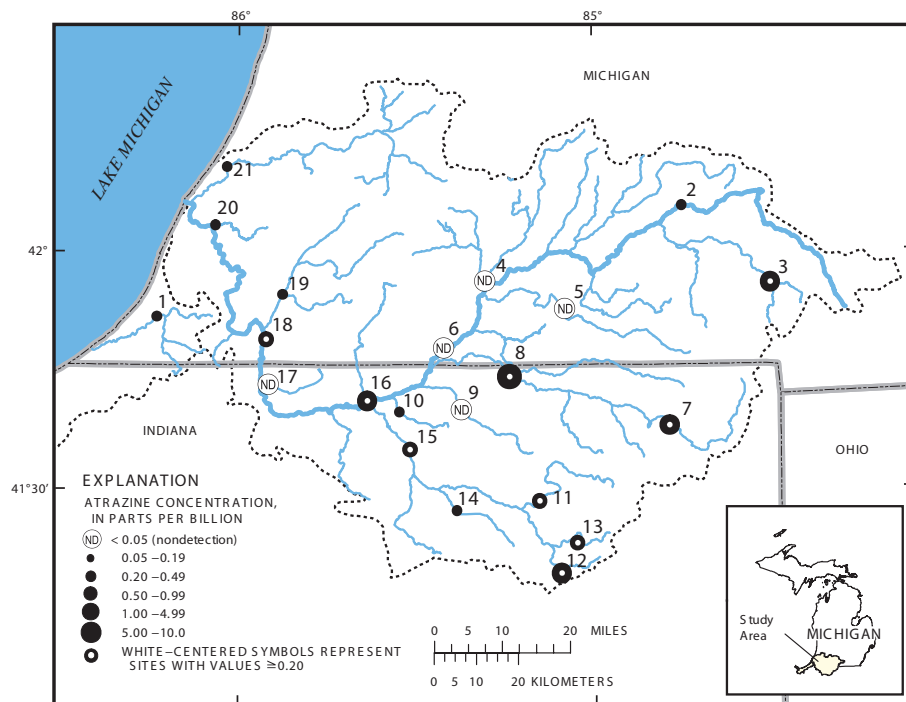 86°
85°
MICHIGAN
LAKE MICHIGAN
21
20
2
42°
4
3
19
5
1
18
6
8
17
ND
ND
ND
ND
ND
16
10
9
7
INDIANA
15
OHIO
EXPLANATION
ATRAZINE CONCENTRATION,
IN PARTS PER BILLION
41°30'
14
11
13
12
ND < 0.05 (nondetection)
0.05 –0.19
0.20 –0.49
0.50 –0.99
1.00 –4.99
5.00 –10.0
WHITE–CENTERED SYMBOLS REPRESENT
SITES WITH VALUES ≥0.20
0 5 10 20 MILES
0 5 10 20 KILOMETERS
Study
Area
MICHIGAN